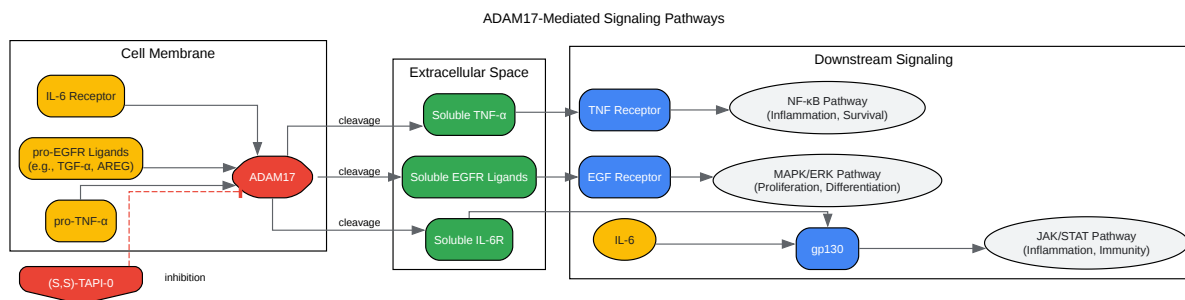 ADAM17-Mediated Signaling Pathways
Cell Membrane
IL-6 Receptor
pro-EGFR Ligands
(e.g., TGF-α, AREG)
pro-TNF-α
ADAM17
(S,S)-TAPI-0
inhibition
cleavage
cleavage
cleavage
Extracellular Space
Soluble TNF-α
Soluble EGFR Ligands
Soluble IL-6R
Downstream Signaling
TNF Receptor
NF-κB Pathway
(Inflammation, Survival)
EGF Receptor
MAPK/ERK Pathway
(Proliferation, Differentiation)
IL-6
gp130
JAK/STAT Pathway
(Inflammation, Immunity)